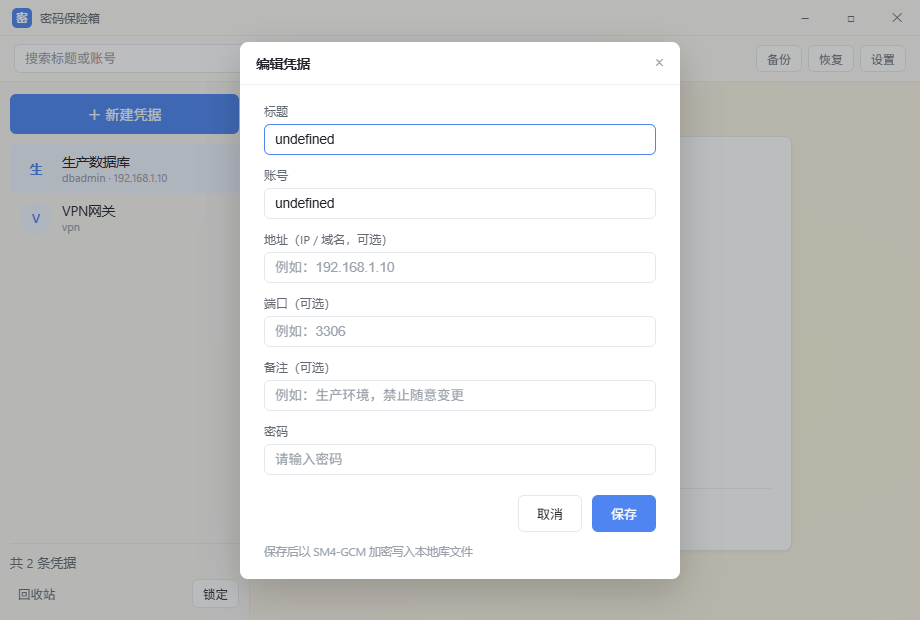 密 密码保险箱
搜索标题或账号
备份 恢复 设置
+ 新建凭据
生 生产数据库
dbadmin · 192.168.1.10
V VPN网关
vpn
共 2 条凭据
回收站 锁定
编辑凭据 ×
标题
undefined
账号
undefined
地址（IP / 域名，可选）
例如：192.168.1.10
端口（可选）
例如：3306
备注（可选）
例如：生产环境，禁止随意变更
密码
请输入密码
取消 保存
保存后以 SM4-GCM 加密写入本地库文件